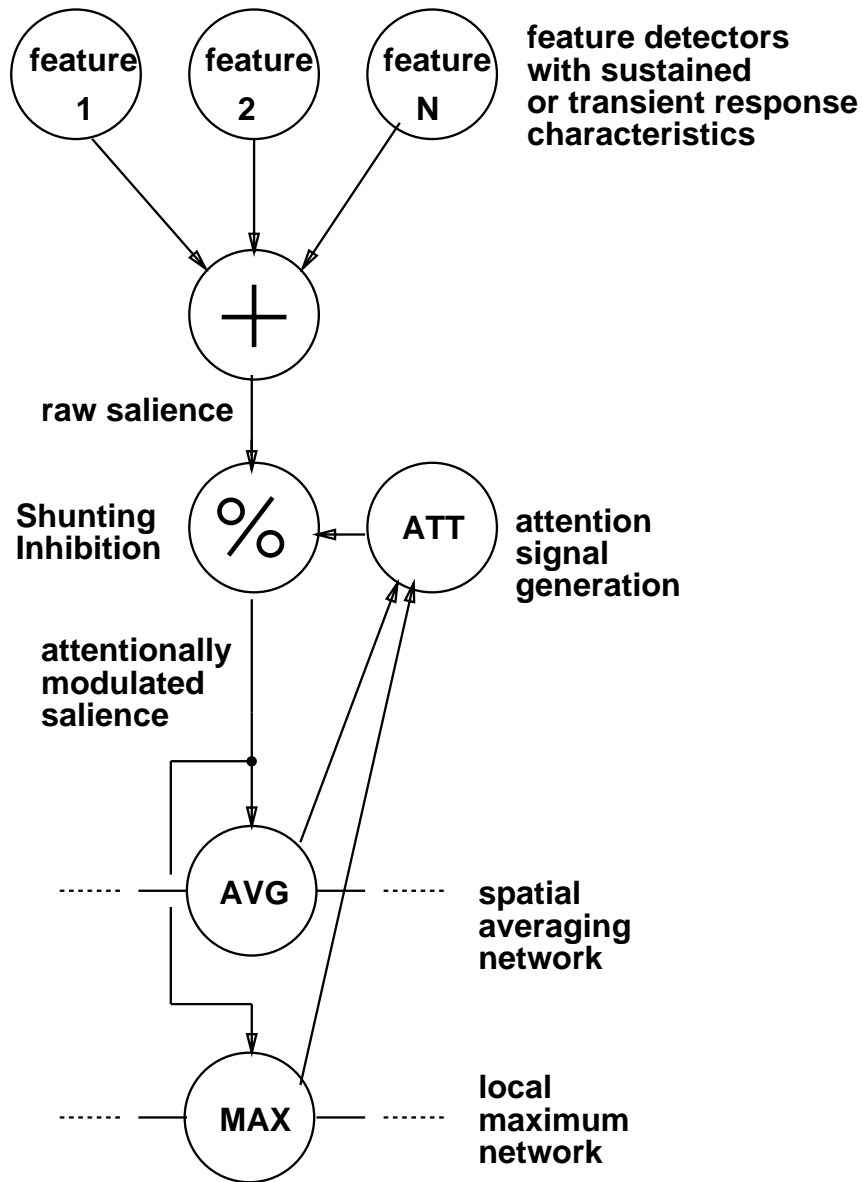 feature
1
feature
2
feature
N
feature detectors
with sustained
or transient response
characteristics
+
raw salience
Shunting
Inhibition
%
ATT
attention
signal
generation
attentionally
modulated
salience
AVG
spatial
averaging
network
MAX
local
maximum
network